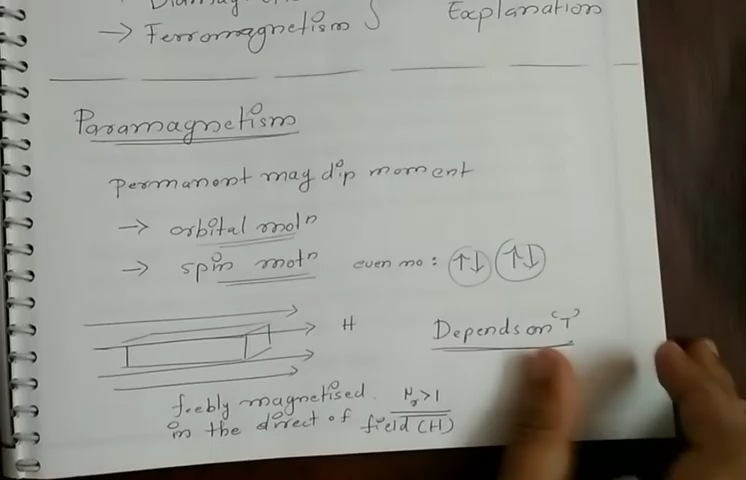 → Ferromagnetism
Explanation
Paramagnetism
permanent mag dip moment
→ orbital motn
→ spin motn even no : ↑↓ ↑↓
H
Depends on 'T'
feebly magnetised. μr>1
in the direct of field (H)